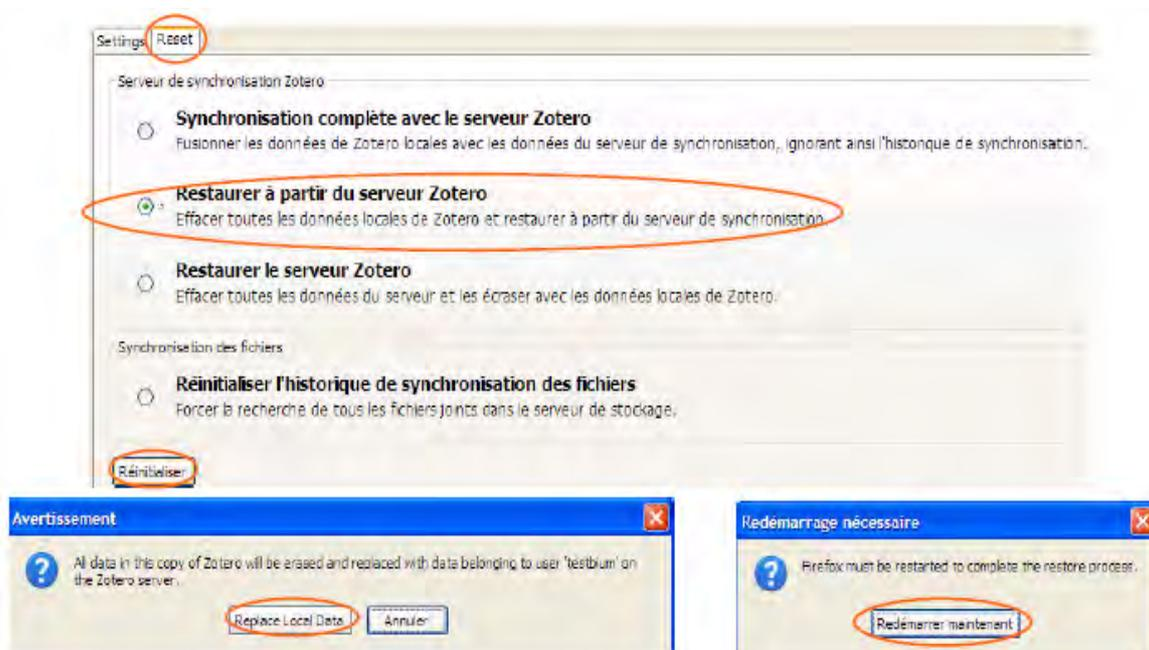 Settings Reset
Serveur de synchronisation Zotero
Synchronisation complète avec le serveur Zotero
Fusionner les données de Zotero locales avec les données du serveur de synchronisation, ignorant ainsi l'historique de synchronisation.
Restaurer à partir du serveur Zotero
Effacer toutes les données locales de Zotero et restaurer à partir du serveur de synchronisation.
Restaurer le serveur Zotero
Effacer toutes les données du serveur et les écraser avec les données locales de Zotero.
Synchronisation des fichiers
Réinitialiser l'historique de synchronisation des fichiers
Forcer la recherche de tous les fichiers joints dans le serveur de stockage.
Réinitialiser
Avertissement
All data in this copy of Zotero will be erased and replaced with data belonging to user 'testbium' on
the Zotero server.
Replace Local Data Annuler
Redémarrage nécessaire
Firefox must be restarted to complete the restore process.
Redémarrer maintenant